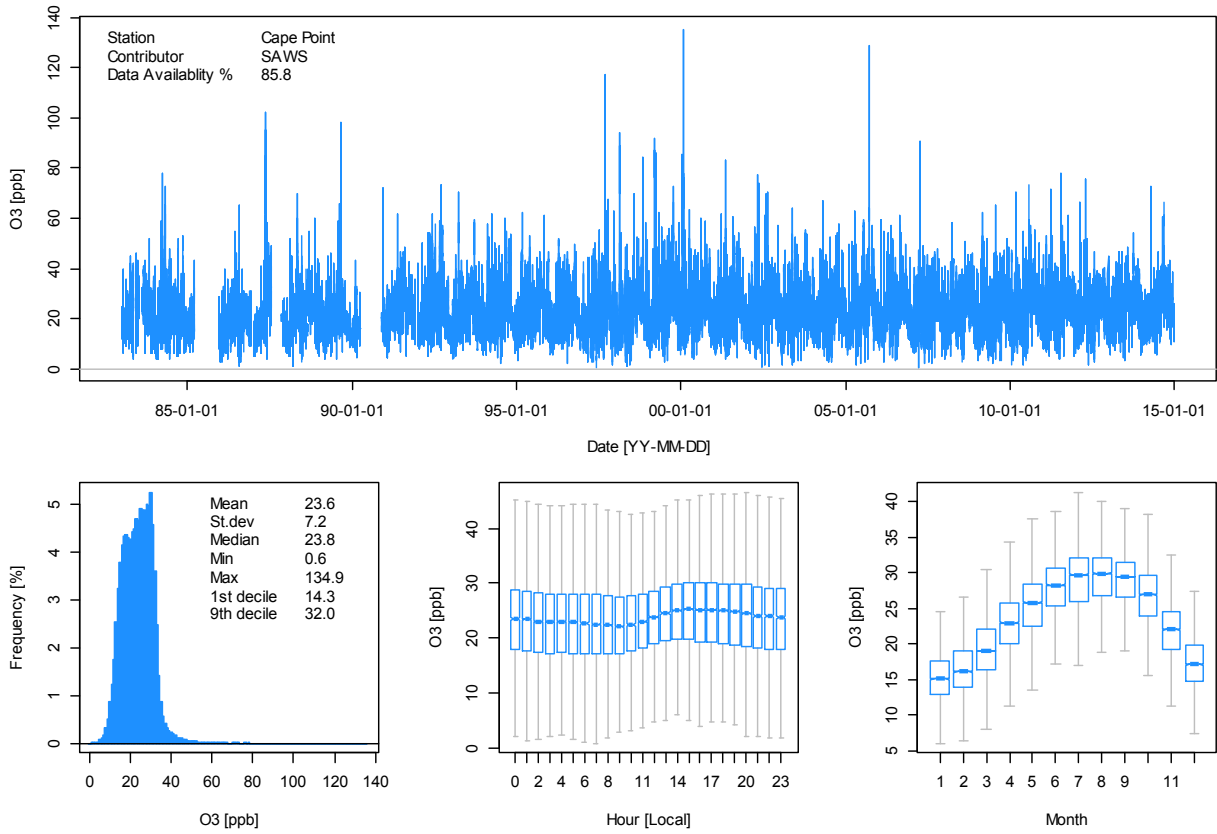 140
120
100
80
60
40
20
0
O3 [ppb]
Station Cape Point
Contributor SAWS
Data Availablity % 85.8
85-01-01 90-01-01 95-01-01 00-01-01 05-01-01 10-01-01 15-01-01
Date [YY-MM-DD]
5
4
3
2
1
0
Frequency [%]
Mean 23.6
St.dev 7.2
Median 23.8
Min 0.6
Max 134.9
1st decile 14.3
9th decile 32.0
0 20 40 60 80 100 120 140
O3 [ppb]
40
30
20
10
0
O3 [ppb]
0 2 4 6 8 11 14 17 20 23
Hour [Local]
40
35
30
25
20
15
10
5
O3 [ppb]
1 2 3 4 5 6 7 8 9 11
Month